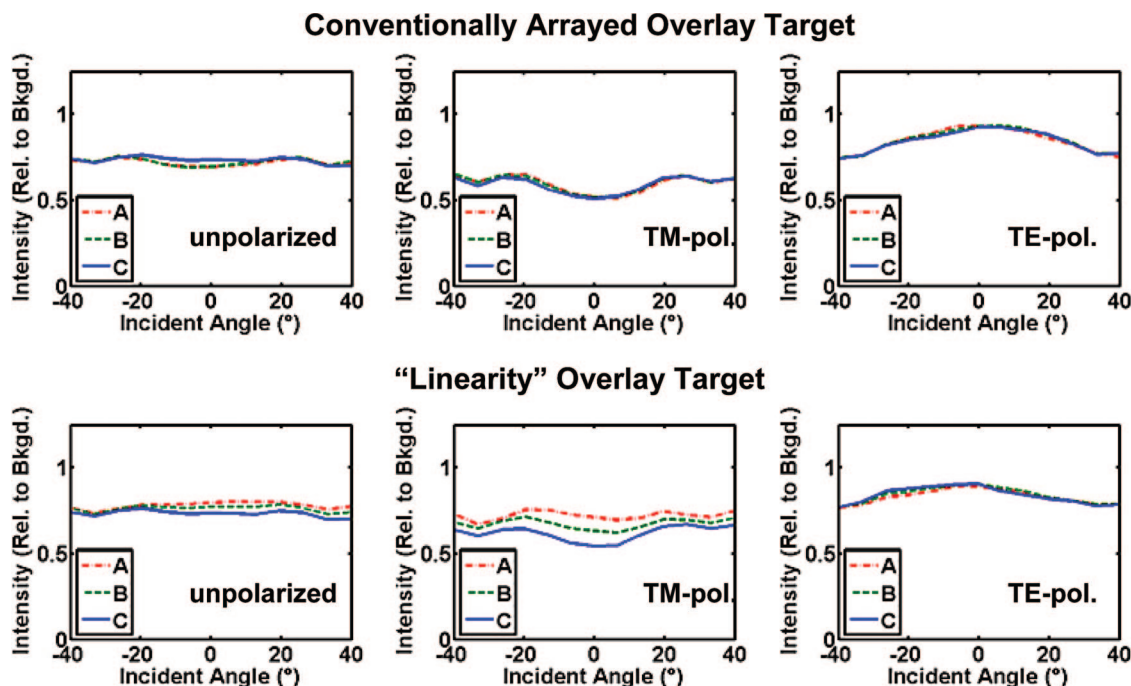 Conventionally Arrayed Overlay Target
Intensity (Rel. to Bkgd.)
1
0.5
0
A
B
C
unpolarized
-40 -20 0 20 40
Incident Angle (°)
Intensity (Rel. to Bkgd.)
1
0.5
0
A
B
C
TM-pol.
-40 -20 0 20 40
Incident Angle (°)
Intensity (Rel. to Bkgd.)
1
0.5
0
A
B
C
TE-pol.
-40 -20 0 20 40
Incident Angle (°)
“Linearity” Overlay Target
Intensity (Rel. to Bkgd.)
1
0.5
0
A
B
C
unpolarized
-40 -20 0 20 40
Incident Angle (°)
Intensity (Rel. to Bkgd.)
1
0.5
0
A
B
C
TM-pol.
-40 -20 0 20 40
Incident Angle (°)
Intensity (Rel. to Bkgd.)
1
0.5
0
A
B
C
TE-pol.
-40 -20 0 20 40
Incident Angle (°)